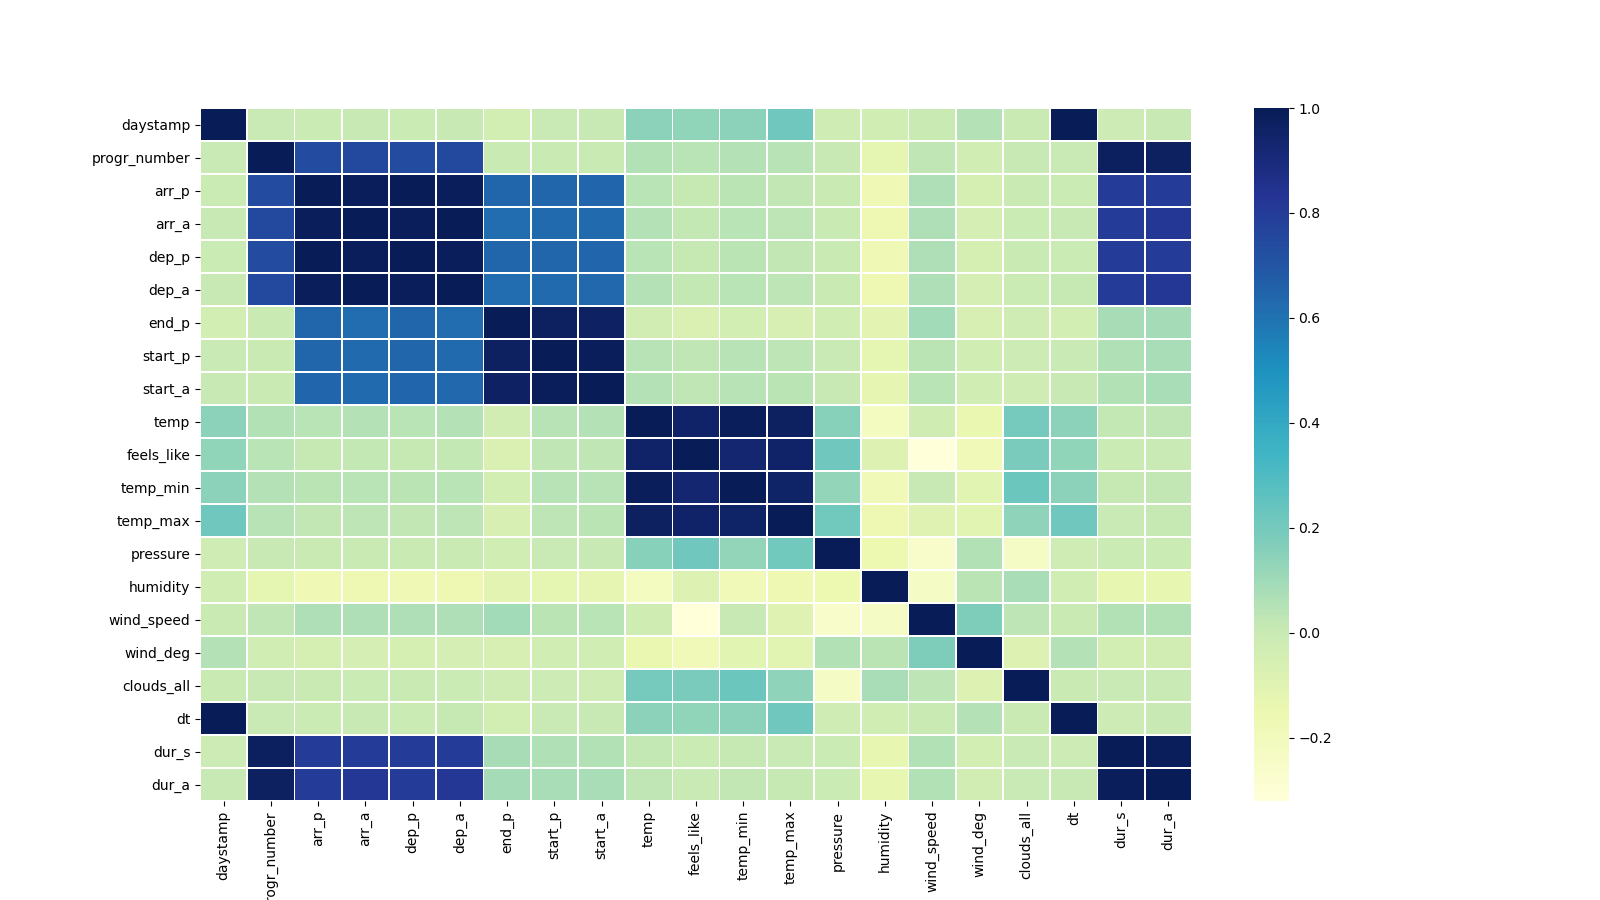 daystamp
progr_number
arr_p
arr_a
dep_p
dep_a
end_p
start_p
start_a
temp
feels_like
temp_min
temp_max
pressure
humidity
wind_speed
wind_deg
clouds_all
dt
dur_s
dur_a
daystamp
rogr_number
arr_p
arr_a
dep_p
dep_a
end_p
start_p
start_a
temp
feels_like
temp_min
temp_max
pressure
humidity
wind_speed
wind_deg
clouds_all
dt
dur_s
dur_a
1.0
0.8
0.6
0.4
0.2
0.0
−0.2